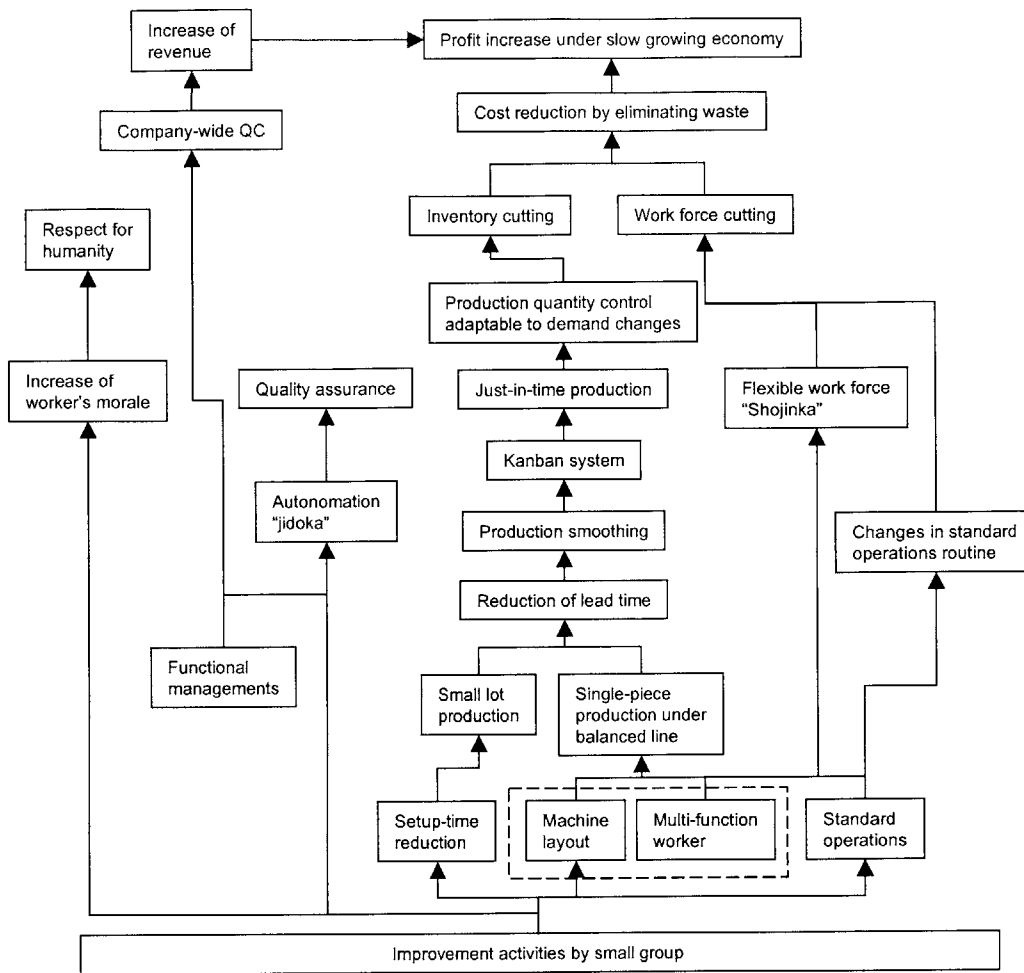 Increase of
revenue
Profit increase under slow growing economy
Cost reduction by eliminating waste
Company-wide QC
Inventory cutting
Work force cutting
Respect for
humanity
Production quantity control
adaptable to demand changes
Increase of
worker's morale
Quality assurance
Just-in-time production
Flexible work force
“Shojinka”
Kanban system
Autonomation
“jidoka”
Production smoothing
Changes in standard
operations routine
Reduction of lead time
Functional
managements
Small lot
production
Single-piece
production under
balanced line
Setup-time
reduction
Machine
layout
Multi-function
worker
Standard
operations
Improvement activities by small group